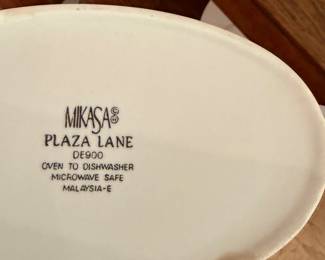 MIKASA
PLAZA LANE
DE900
OVEN TO DISHWASHER
MICROWAVE SAFE
MALAYSIA-E